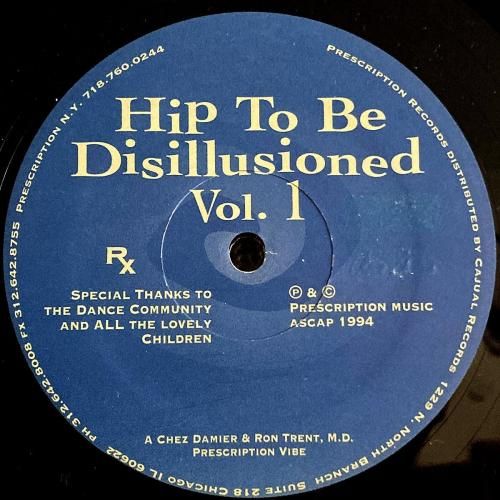 Hip To Be
Disillusioned
Vol. 1
Rx
Special Thanks to
the Dance Community
and All the lovely
Children
℗ & ©
Prescription Music
ASCAP 1994
A Chez Damier & Ron Trent, M.D.
Prescription Vibe
Prescription N.Y. 718.760.0244
Prescription Records distributed by Cajual Records 1229 N. North Branch Suite 218 Chicago IL 60622 PH 312.642.8008 FX 312.642.8755